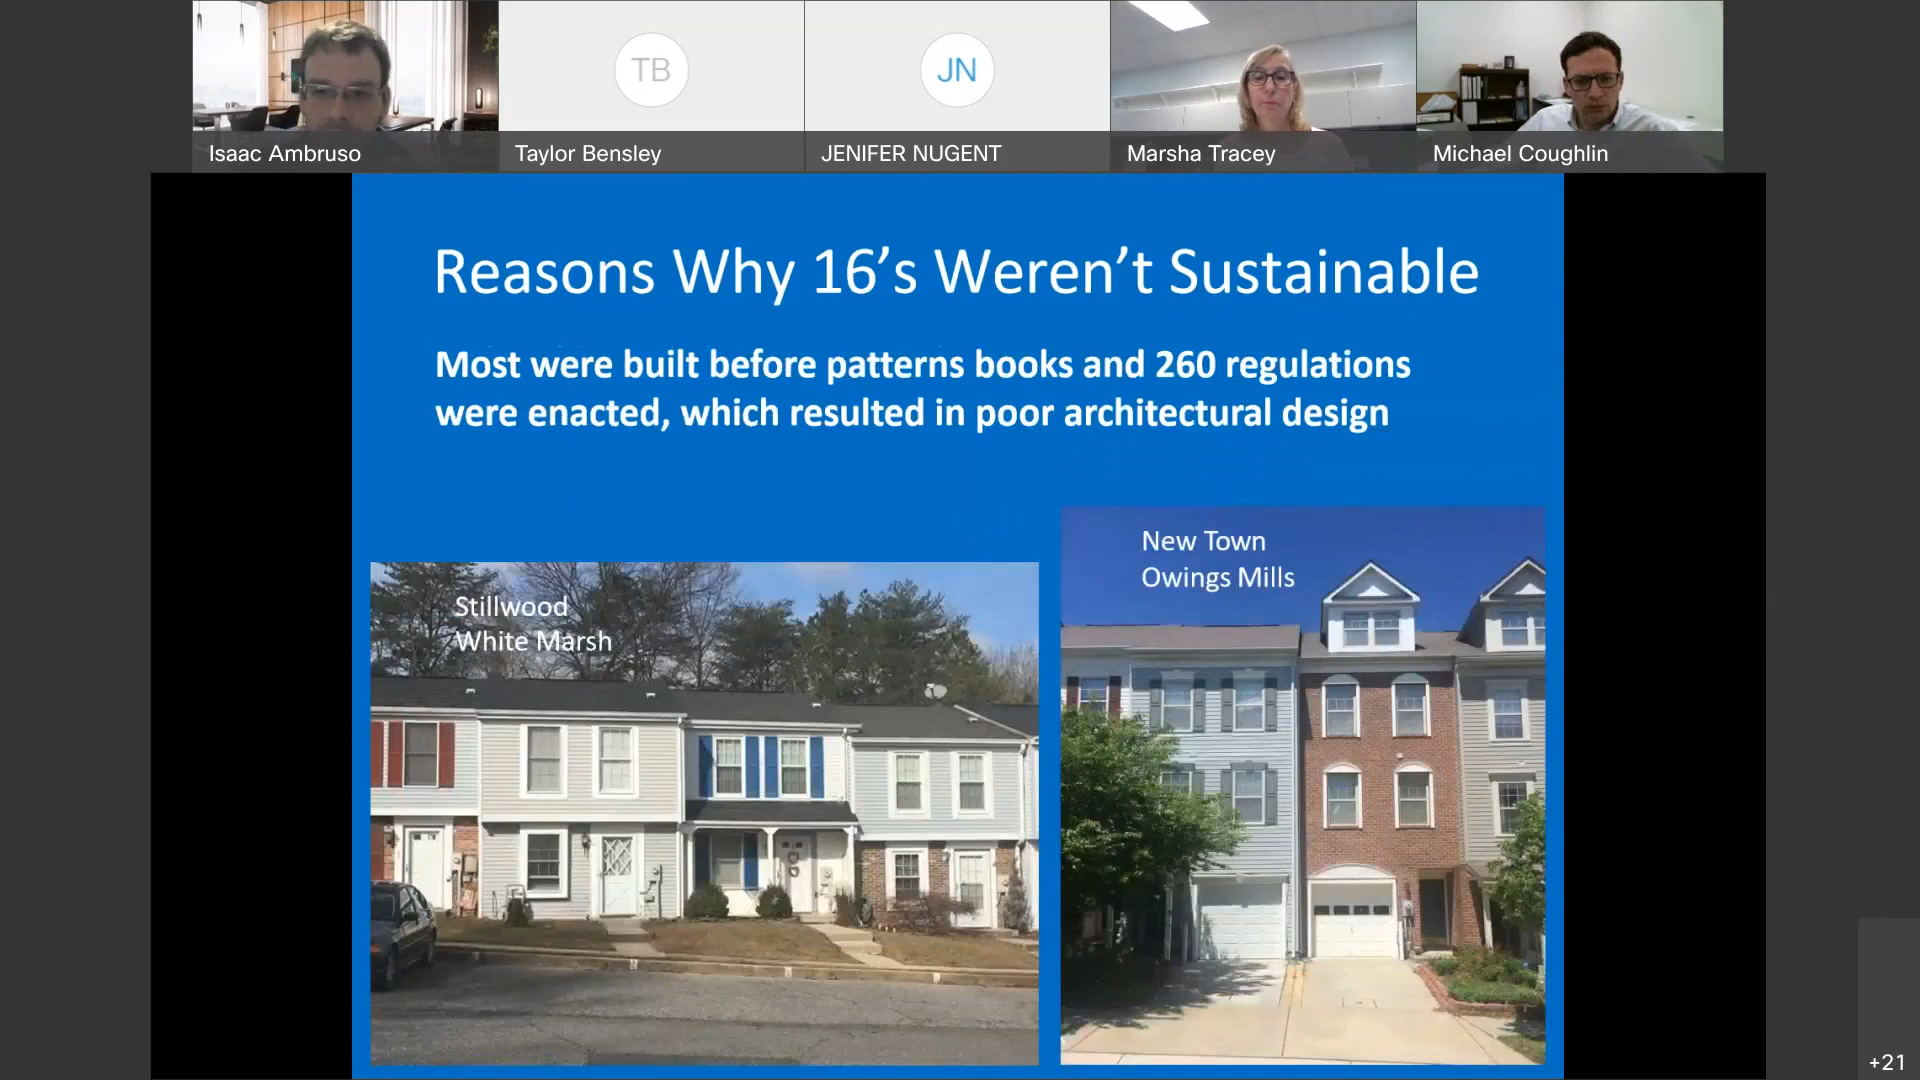 TB
JN
Isaac Ambruso
Taylor Bensley
JENIFER NUGENT
Marsha Tracey
Michael Coughlin
Reasons Why 16’s Weren’t Sustainable
Most were built before patterns books and 260 regulations
were enacted, which resulted in poor architectural design
New Town
Owings Mills
Stillwood
White Marsh
+21